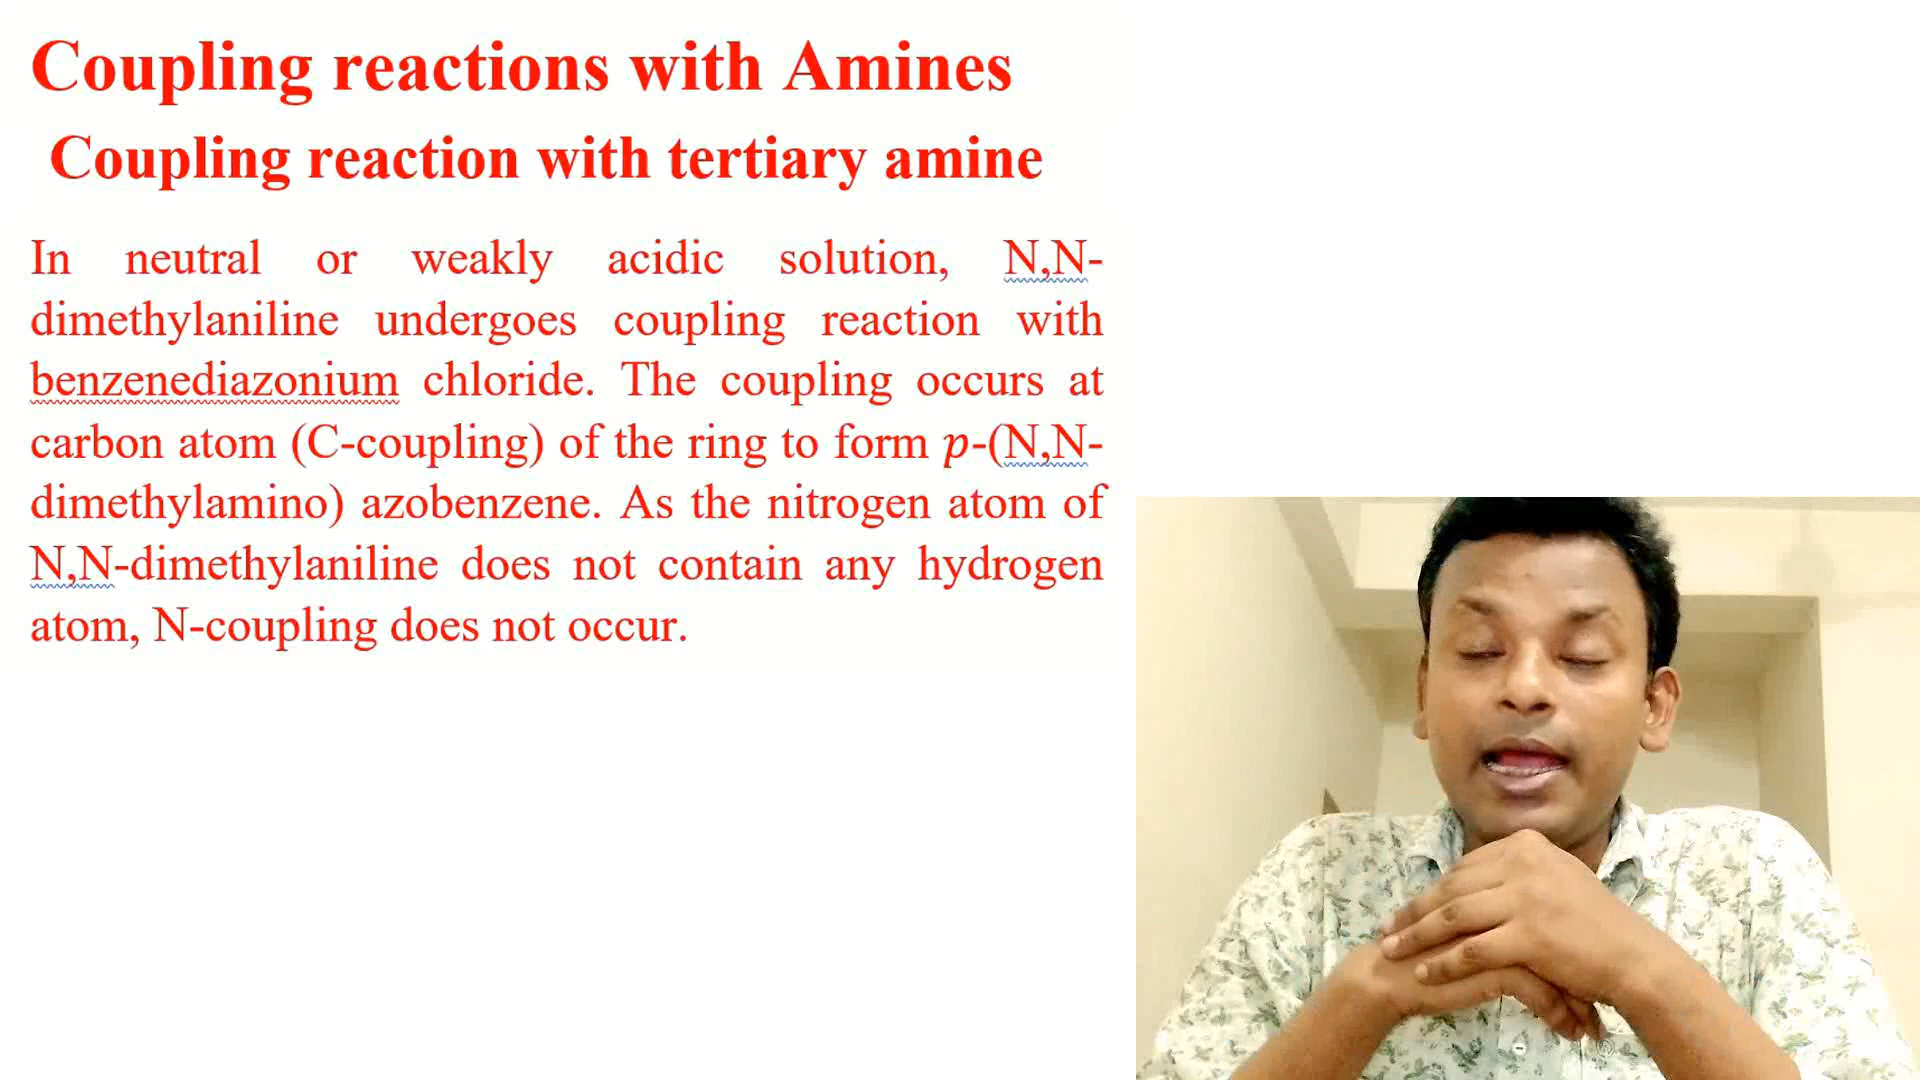 Coupling reactions with Amines
Coupling reaction with tertiary amine
In neutral or weakly acidic solution, N,N-
dimethylaniline undergoes coupling reaction with
benzenediazonium chloride. The coupling occurs at
carbon atom (C-coupling) of the ring to form p-(N,N-
dimethylamino) azobenzene. As the nitrogen atom of
N,N-dimethylaniline does not contain any hydrogen
atom, N-coupling does not occur.